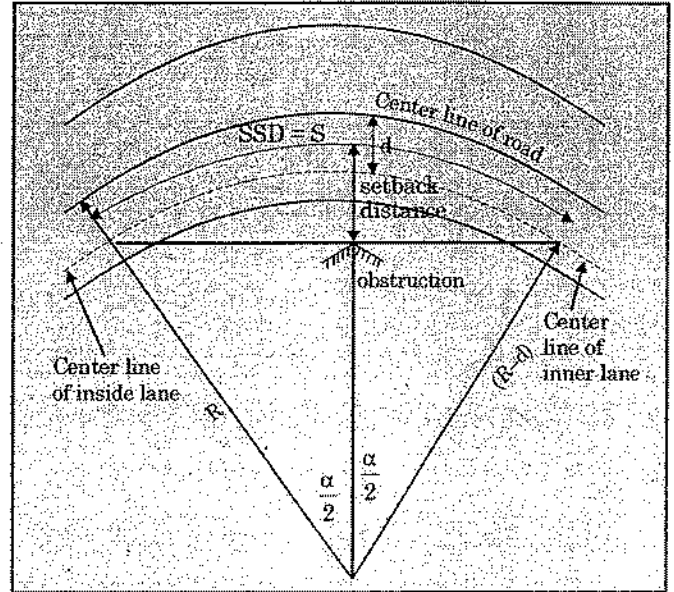 Center line of road
SSD = S
d
setback
distance
obstruction
Center line
of inside lane
Center
line of
inner lane
R
(R–d)
α
2
α
2